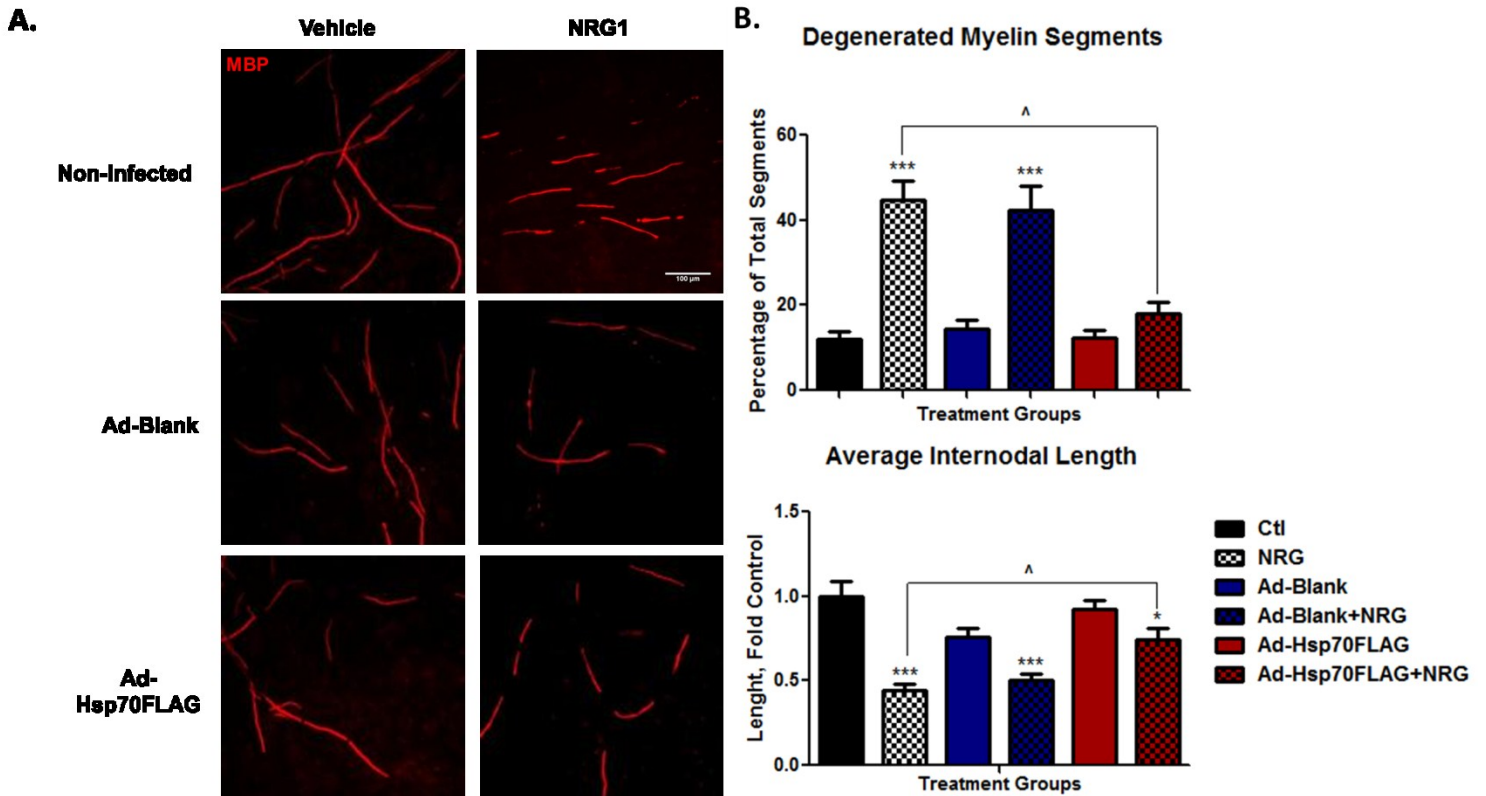 A.
Vehicle
NRG1
MBP
Non-Infected
100 µm
Ad-Blank
Ad-
Hsp70FLAG
B.
Degenerated Myelin Segments
Percentage of Total Segments
60
40
20
0
***
***
^
Treatment Groups
Average Internodal Length
Lenght, Fold Control
1.5
1.0
0.5
0.0
***
***
^
*
Treatment Groups
Ctl
NRG
Ad-Blank
Ad-Blank+NRG
Ad-Hsp70FLAG
Ad-Hsp70FLAG+NRG